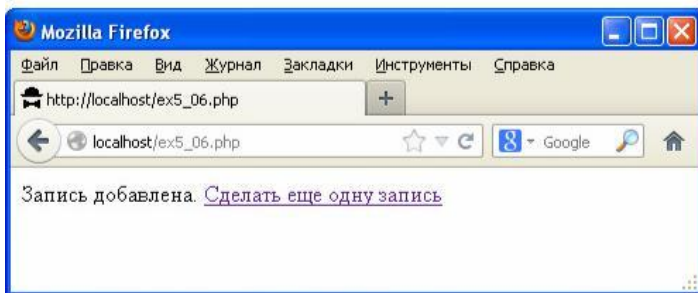 Mozilla Firefox
Файл Правка Вид Журнал Закладки Инструменты Справка
http://localhost/ex5_06.php
localhost/ex5_06.php
Google
Запись добавлена. Сделать еще одну запись